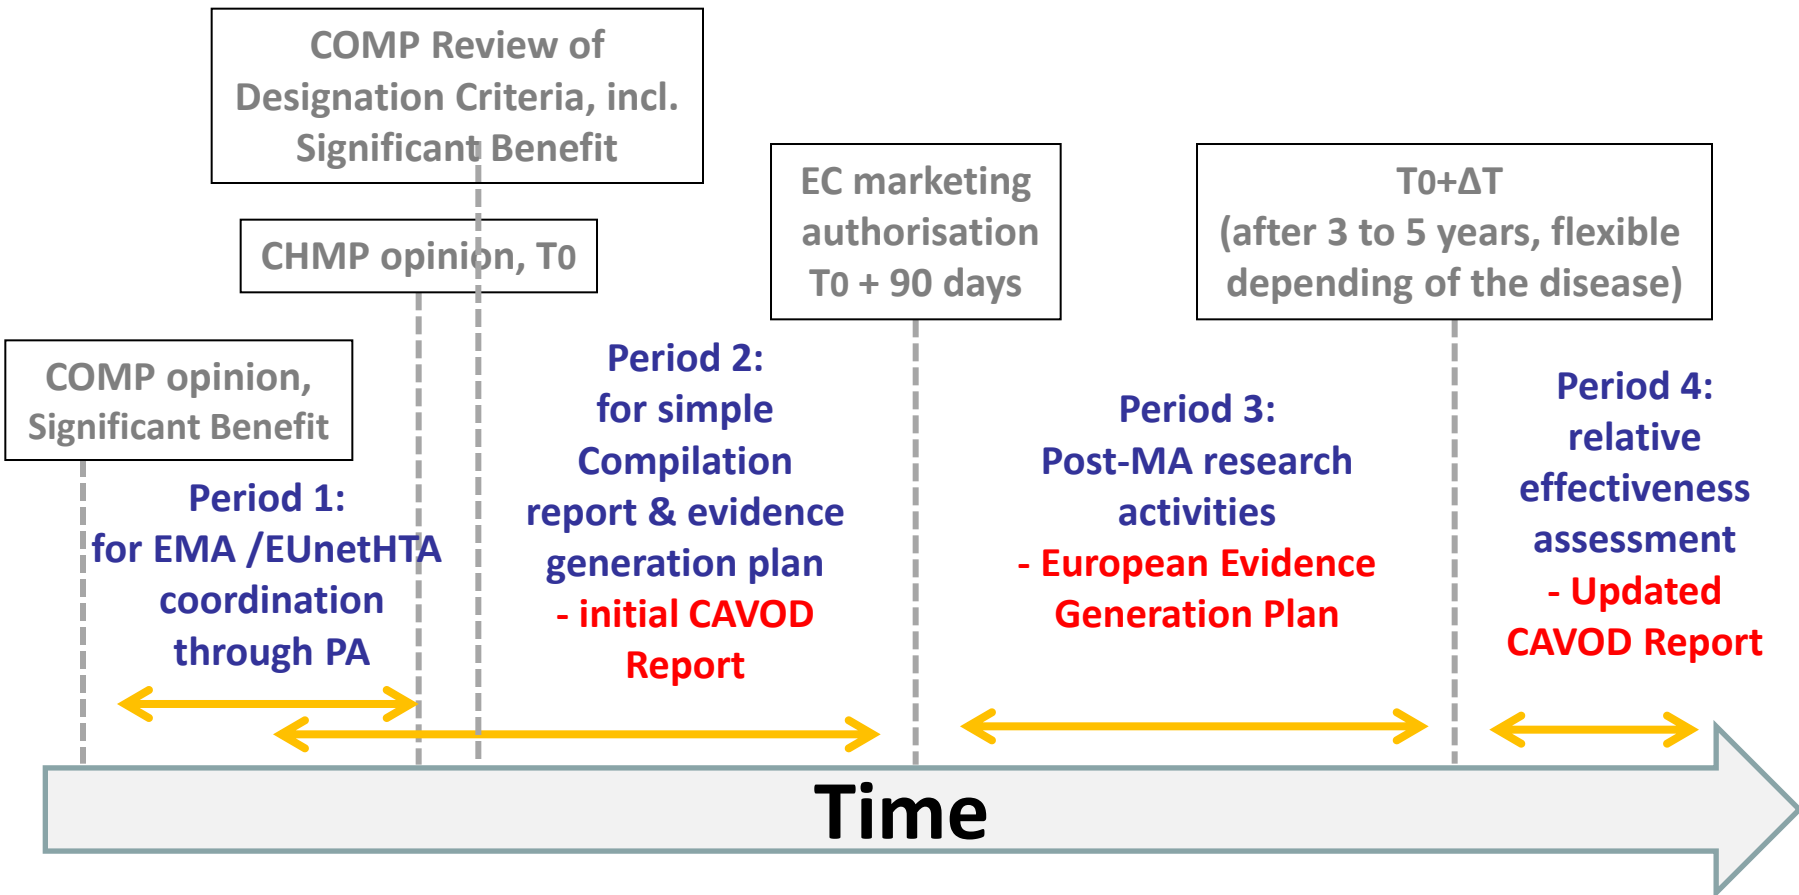 COMP Review of
Designation Criteria, incl.
Significant Benefit
CHMP opinion, T0
COMP opinion,
Significant Benefit
EC marketing
authorisation
T0 + 90 days
T0+ΔT
(after 3 to 5 years, flexible
depending of the disease)
Period 1:
for EMA /EUnetHTA
coordination
through PA
Period 2:
for simple
Compilation
report & evidence
generation plan
- initial CAVOD
Report
Period 3:
Post-MA research
activities
- European Evidence
Generation Plan
Period 4:
relative
effectiveness
assessment
- Updated
CAVOD Report
Time